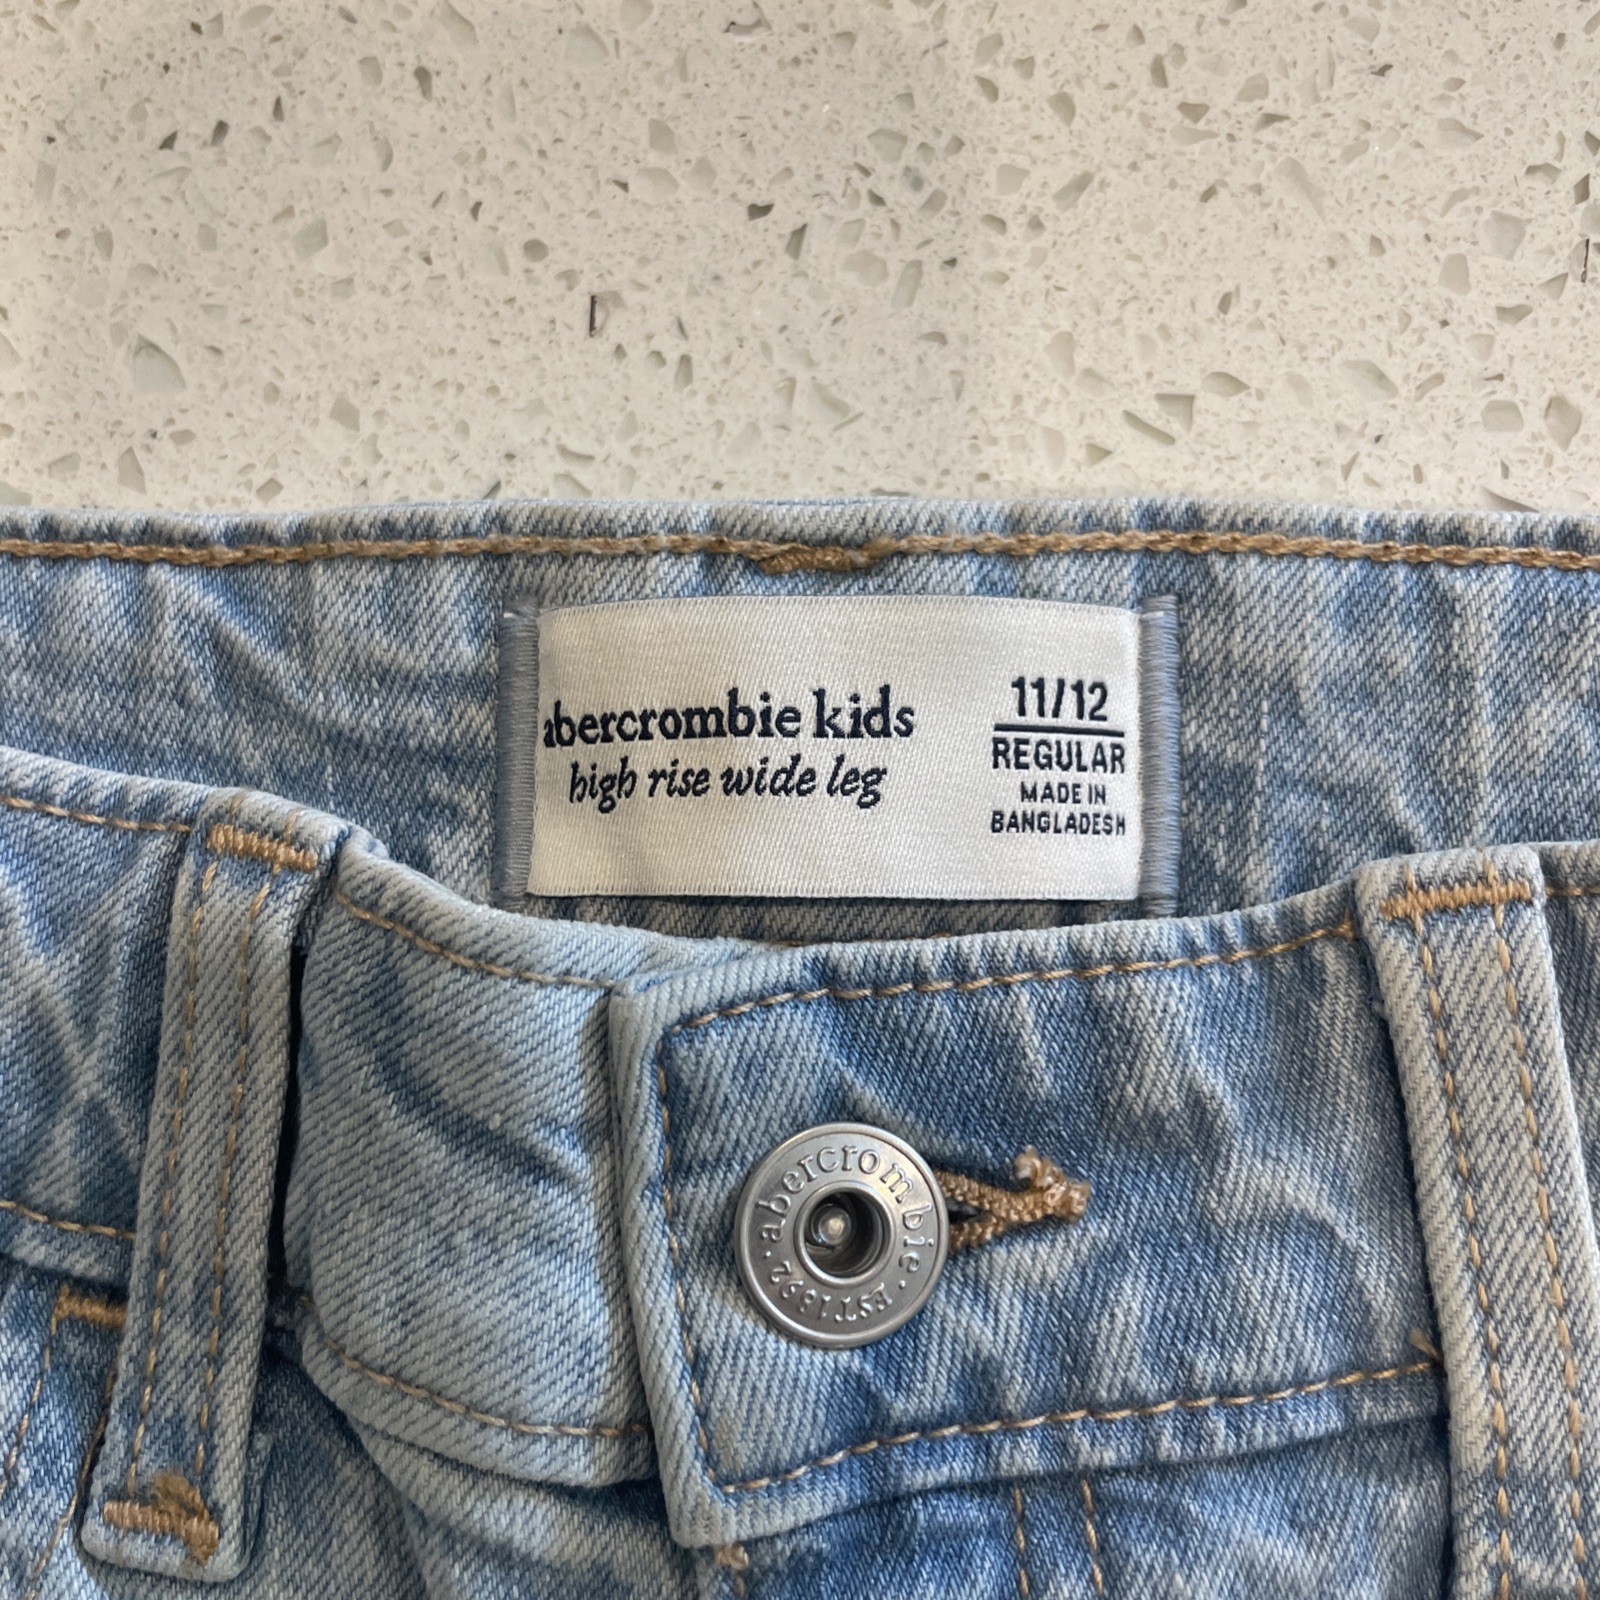 abercrombie kids
high rise wide leg
11/12
REGULAR
MADE IN
BANGLADESH
abercrombie · EST 1892 ·